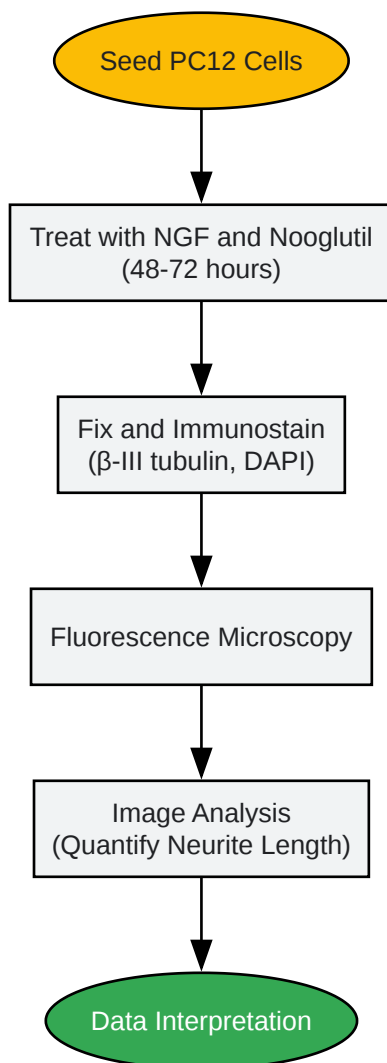 Seed PC12 Cells
Treat with NGF and Nooglutil
(48-72 hours)
Fix and Immunostain
(β-III tubulin, DAPI)
Fluorescence Microscopy
Image Analysis
(Quantify Neurite Length)
Data Interpretation